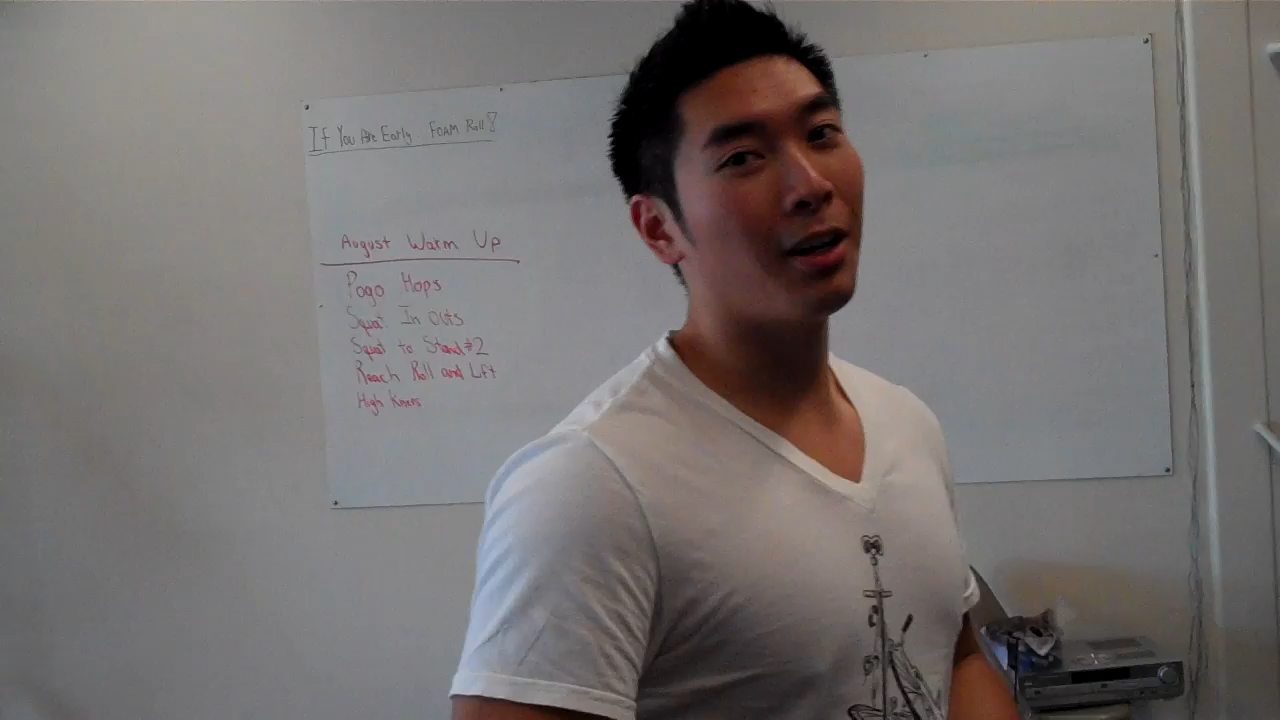 If You Are Early Foam Roll!
August Warm Up
Pogo Hops
Squat In Outs
Squat to Stand #2
Reach Roll and Lift
High Knees